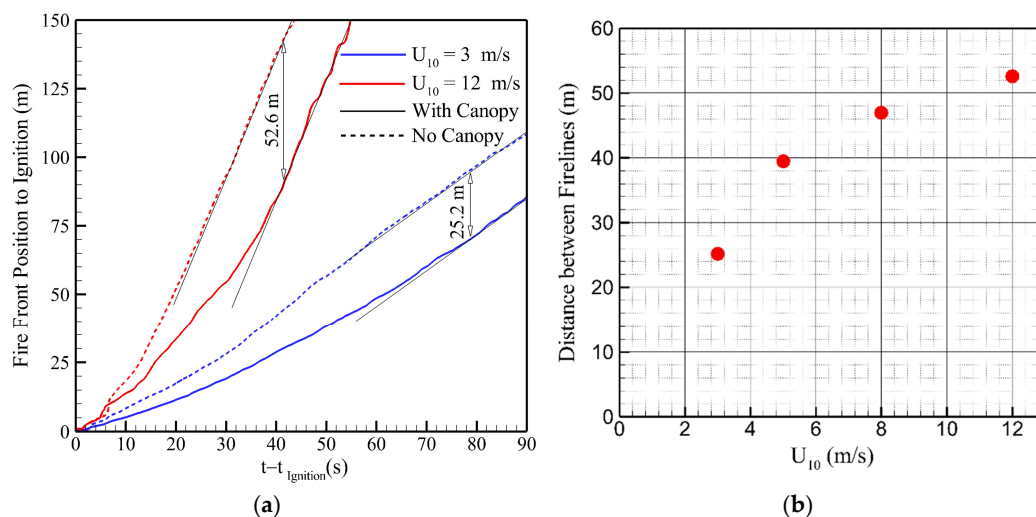 (a)
Fire Front Position to Ignition (m)
150
125
100
75
50
25
0
0 10 20 30 40 50 60 70 80 90
t−t Ignition(s)
U10 = 3 m/s
U10 = 12 m/s
With Canopy
No Canopy
52.6 m
25.2 m
(b)
Distance between Firelines (m)
60
50
40
30
20
10
0
0 2 4 6 8 10 12
U10 (m/s)